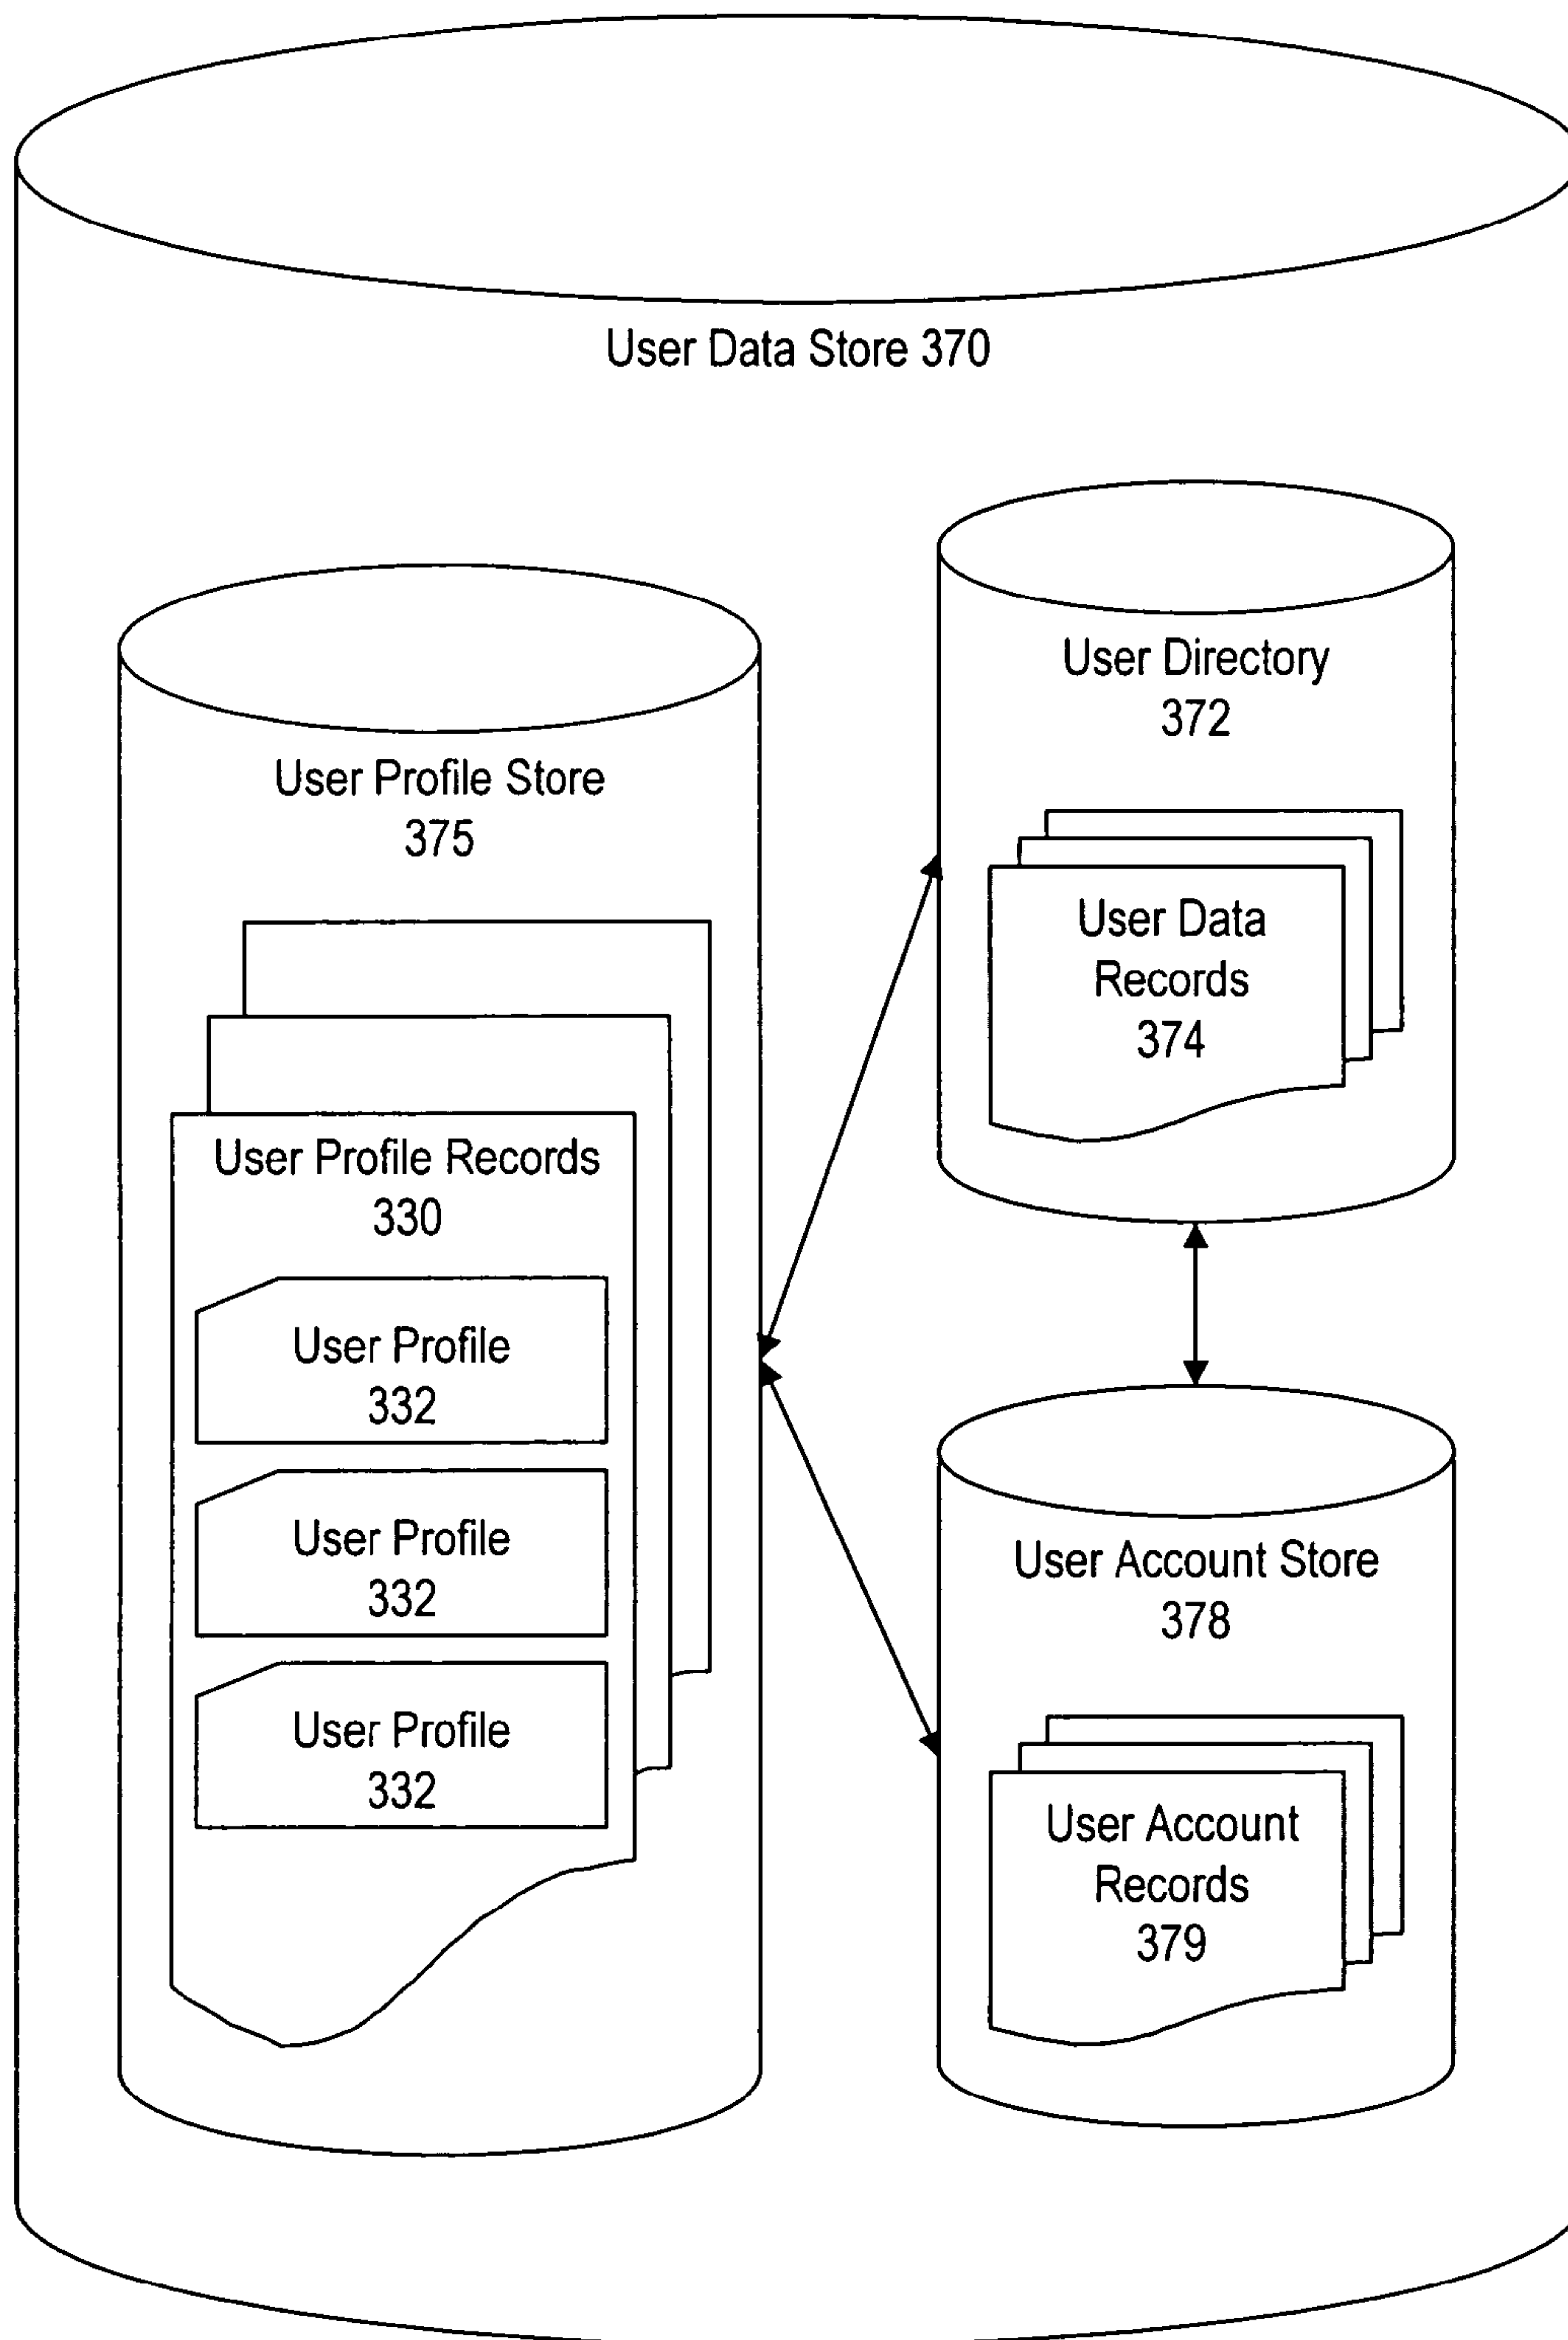 User Data Store 370
User Profile Store
375
User Profile Records
330
User Profile
332
User Profile
332
User Profile
332
User Directory
372
User Data
Records
374
User Account Store
378
User Account
Records
379